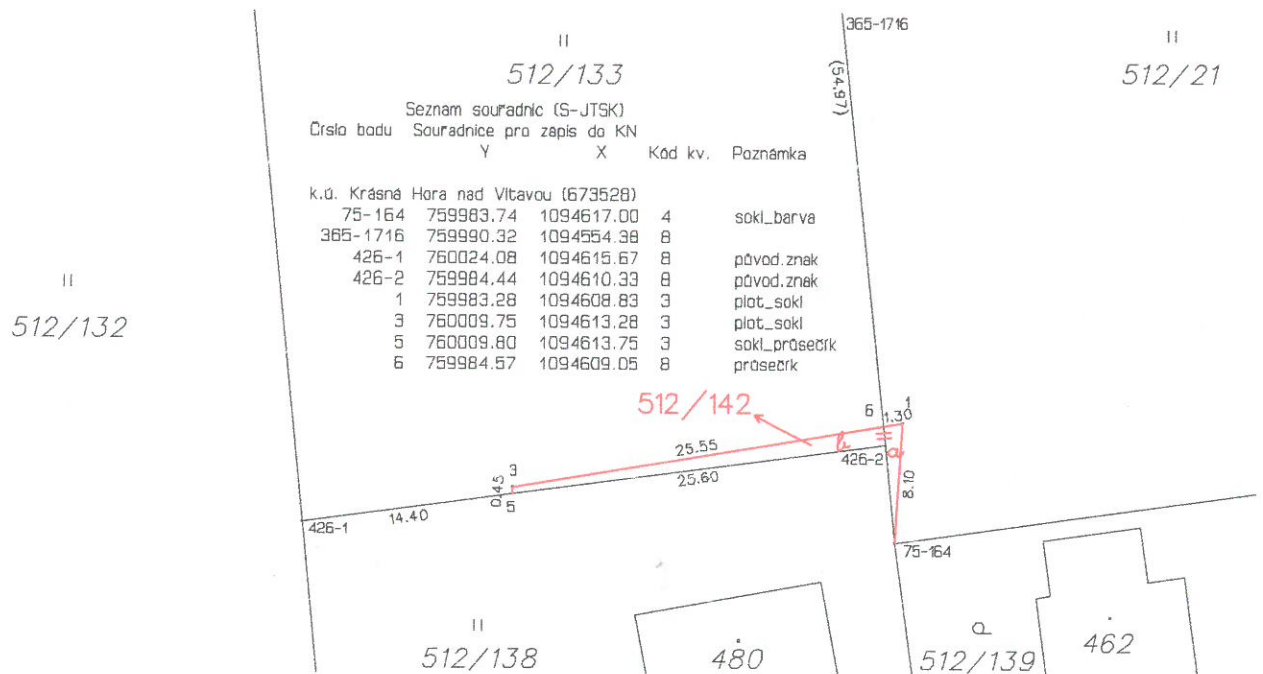 365-1716
II
II
512/133
(54.97)
512/21
Seznam souřadnic (S-JTSK)
Číslo bodu Souřadnice pro zápis do KN
Y X Kód kv. Poznámka
k.ú. Krásná Hora nad Vltavou (673528)
75-164 759983.74 1094617.00 4 sokl_barva
365-1716 759990.32 1094554.38 8
426-1 760024.08 1094615.67 8 původ.znak
426-2 759984.44 1094610.33 8 původ.znak
1 759983.28 1094608.83 3 plot_sokl
3 760009.75 1094613.28 3 plot_sokl
5 760009.80 1094613.75 3 sokl_průsečík
6 759984.57 1094609.05 8 průsečík
II
512/132
512/142
6
1
1.30
b
a
25.55
426-2
3
25.60
0.45
5
8.10
14.40
426-1
75-164
II
512/138
480
512/139
462